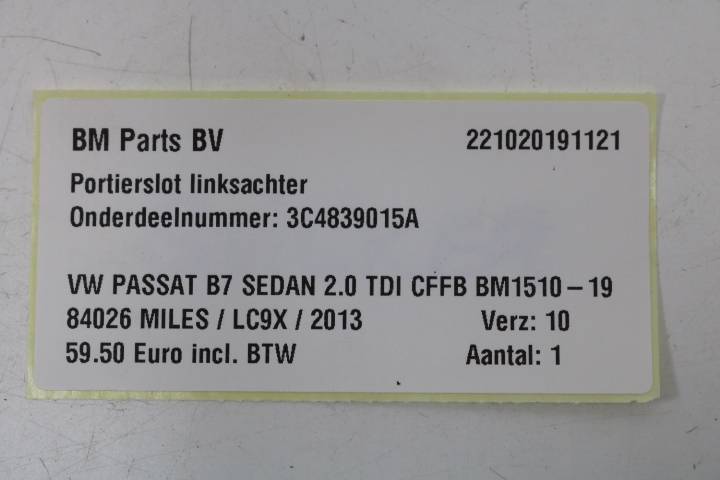 BM Parts BV 221020191121
Portierslot linksachter
Onderdeelnummer: 3C4839015A
VW PASSAT B7 SEDAN 2.0 TDI CFFB BM1510-19
84026 MILES / LC9X / 2013 Verz: 10
59.50 Euro incl. BTW Aantal: 1